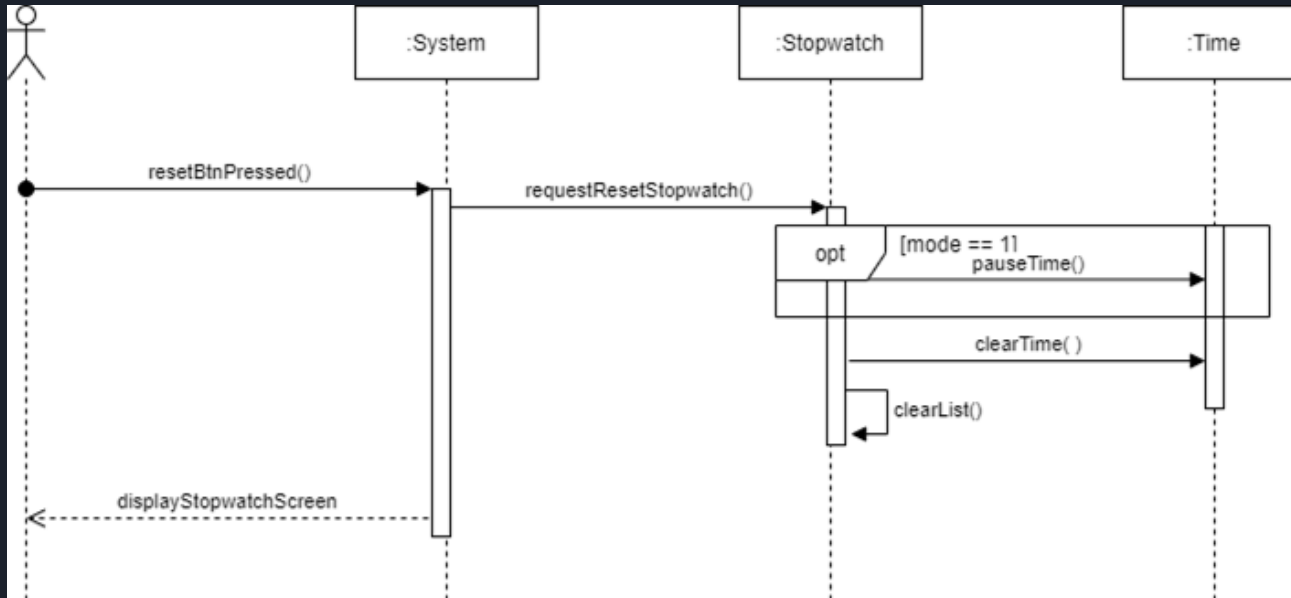 :System
:Stopwatch
:Time
resetBtnPressed()
requestResetStopwatch()
opt
[mode == 1]
pauseTime()
clearTime( )
clearList()
displayStopwatchScreen